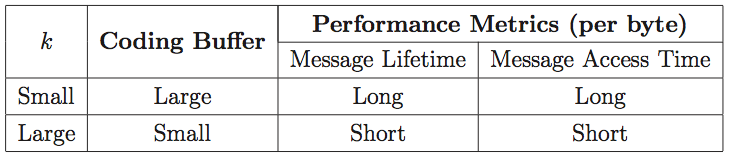 k Coding Buffer Performance Metrics (per byte)
Message Lifetime Message Access Time
Small Large Long Long
Large Small Short Short